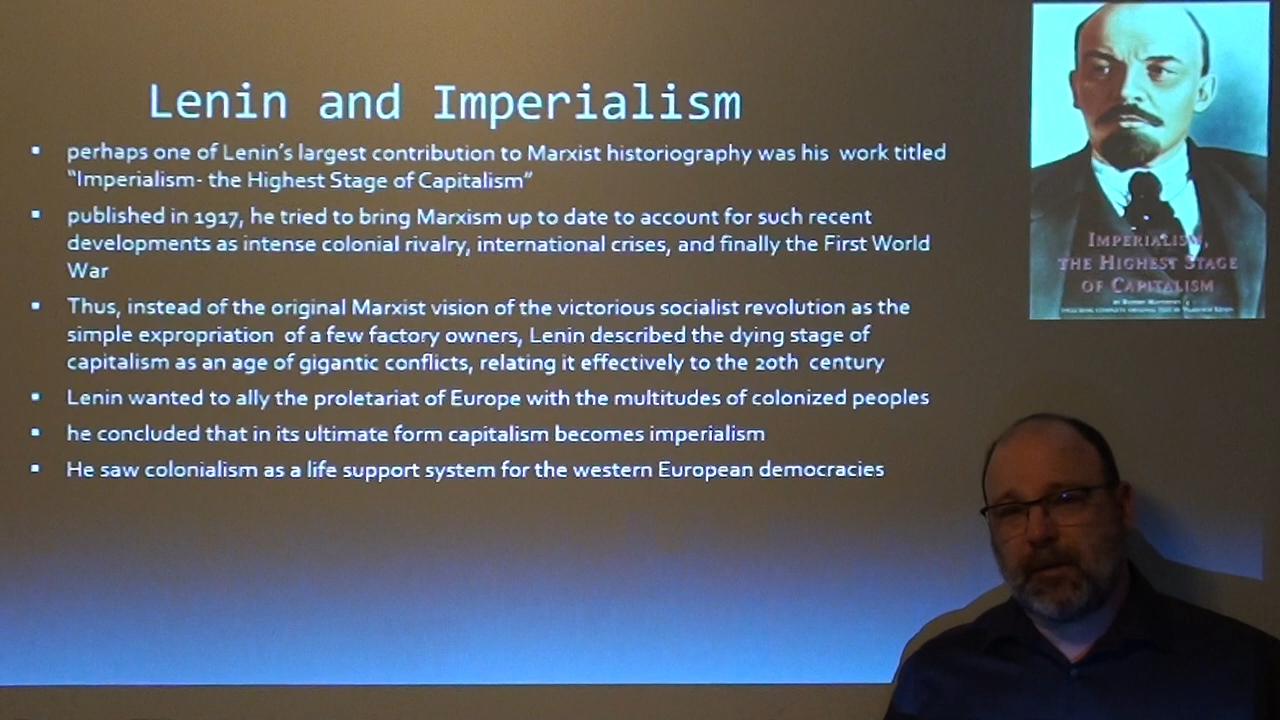 Lenin and Imperialism
▪ perhaps one of Lenin's largest contribution to Marxist historiography was his work titled
"Imperialism- the Highest Stage of Capitalism"
▪ published in 1917, he tried to bring Marxism up to date to account for such recent
developments as intense colonial rivalry, international crises, and finally the First World
War
▪ Thus, instead of the original Marxist vision of the victorious socialist revolution as the
simple expropriation of a few factory owners, Lenin described the dying stage of
capitalism as an age of gigantic conflicts, relating it effectively to the 20th century
▪ Lenin wanted to ally the proletariat of Europe with the multitudes of colonized peoples
▪ he concluded that in its ultimate form capitalism becomes imperialism
▪ He saw colonialism as a life support system for the western European democracies
IMPERIALISM,
THE HIGHEST STAGE
OF CAPITALISM